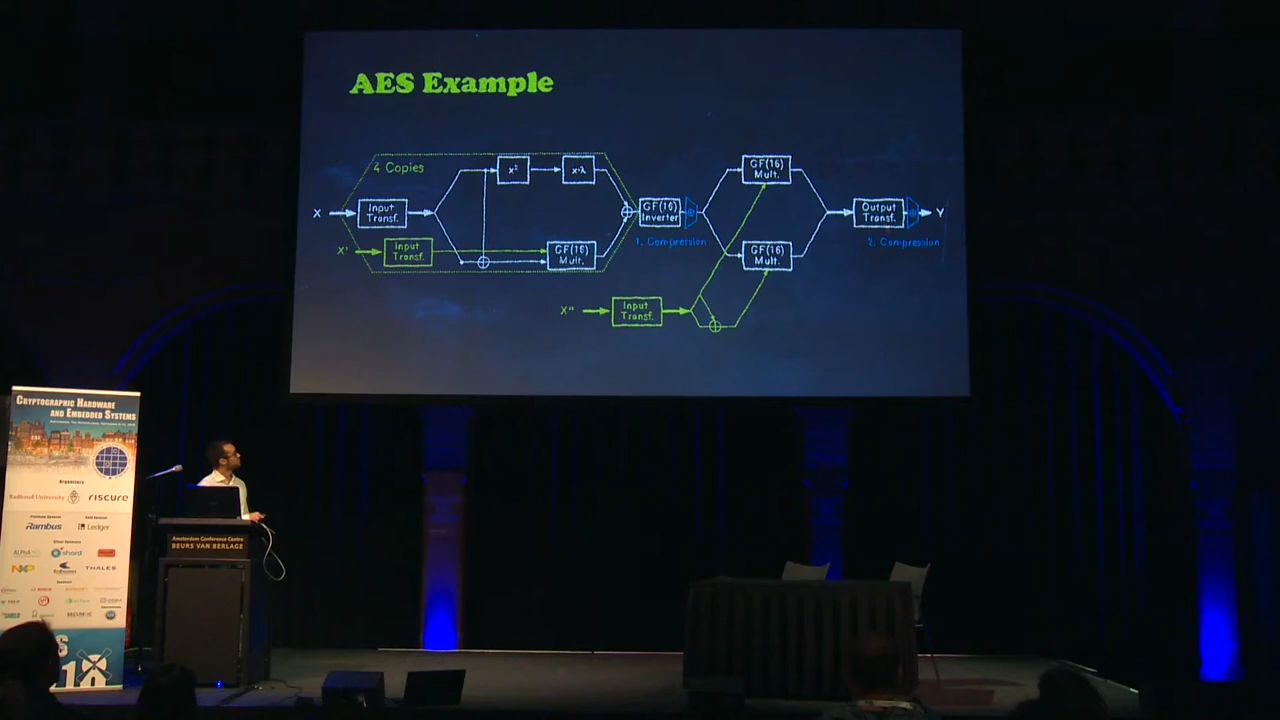 AES Example
4 Copies
X
Input
Transf.
x²
x·λ
X'
Input
Transf.
GF(16)
Mult.
GF(16)
Inverter
1. Compression
GF(16)
Mult.
GF(16)
Mult.
Output
Transf.
Y
2. Compression
X"
Input
Transf.
CRYPTOGRAPHIC HARDWARE
AND EMBEDDED SYSTEMS
Organizers
Radboud University
riscure
Rambus
Ledger
eshard
NXP
THALES
Amsterdam Conference Centre
BEURS VAN BERLAGE